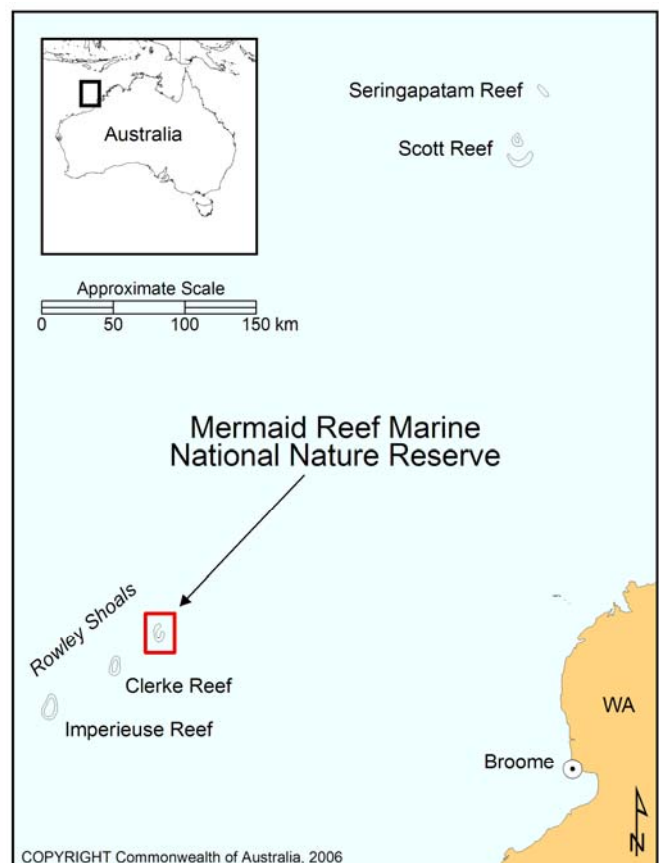 Seringapatam Reef
Scott Reef
Australia
Approximate Scale
0 50 100 150 km
Mermaid Reef Marine
National Nature Reserve
Rowley Shoals
Clerke Reef
Imperieuse Reef
WA
Broome
N
COPYRIGHT Commonwealth of Australia, 2006